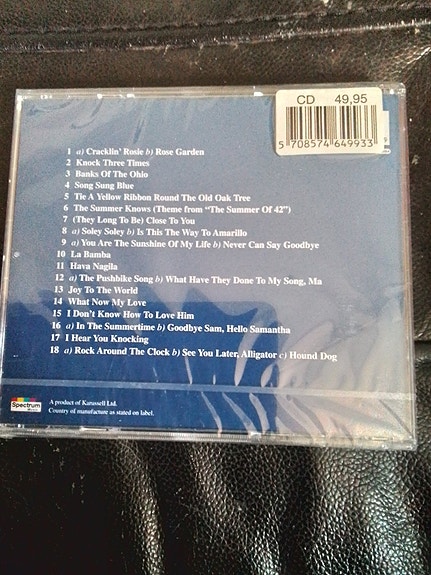 CD 49,95
5 708574 649933
1 a) Cracklin' Rosie b) Rose Garden
2 Knock Three Times
3 Banks Of The Ohio
4 Song Sung Blue
5 Tie A Yellow Ribbon Round The Old Oak Tree
6 The Summer Knows (Theme from "The Summer Of 42")
7 (They Long To Be) Close To You
8 a) Soley Soley b) Is This The Way To Amarillo
9 a) You Are The Sunshine Of My Life b) Never Can Say Goodbye
10 La Bamba
11 Hava Nagila
12 a) The Pushbike Song b) What Have They Done To My Song, Ma
13 Joy To The World
14 What Now My Love
15 I Don't Know How To Love Him
16 a) In The Summertime b) Goodbye Sam, Hello Samantha
17 I Hear You Knocking
18 a) Rock Around The Clock b) See You Later, Alligator c) Hound Dog
Spectrum
A product of Karussell Ltd.
Country of manufacture as stated on label.